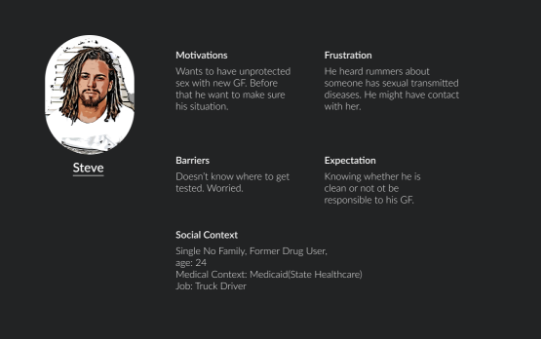 Steve
Motivations
Wants to have unprotected
sex with new GF. Before
that he want to make sure
his situation.
Frustration
He heard rummers about
someone has sexual transmitted
diseases. He might have contact
with her.
Barriers
Doesn't know where to get
tested. Worried.
Expectation
Knowing whether he is
clean or not ot be
responsible to his GF.
Social Context
Single No Family, Former Drug User,
age: 24
Medical Context: Medicaid(State Healthcare)
Job: Truck Driver